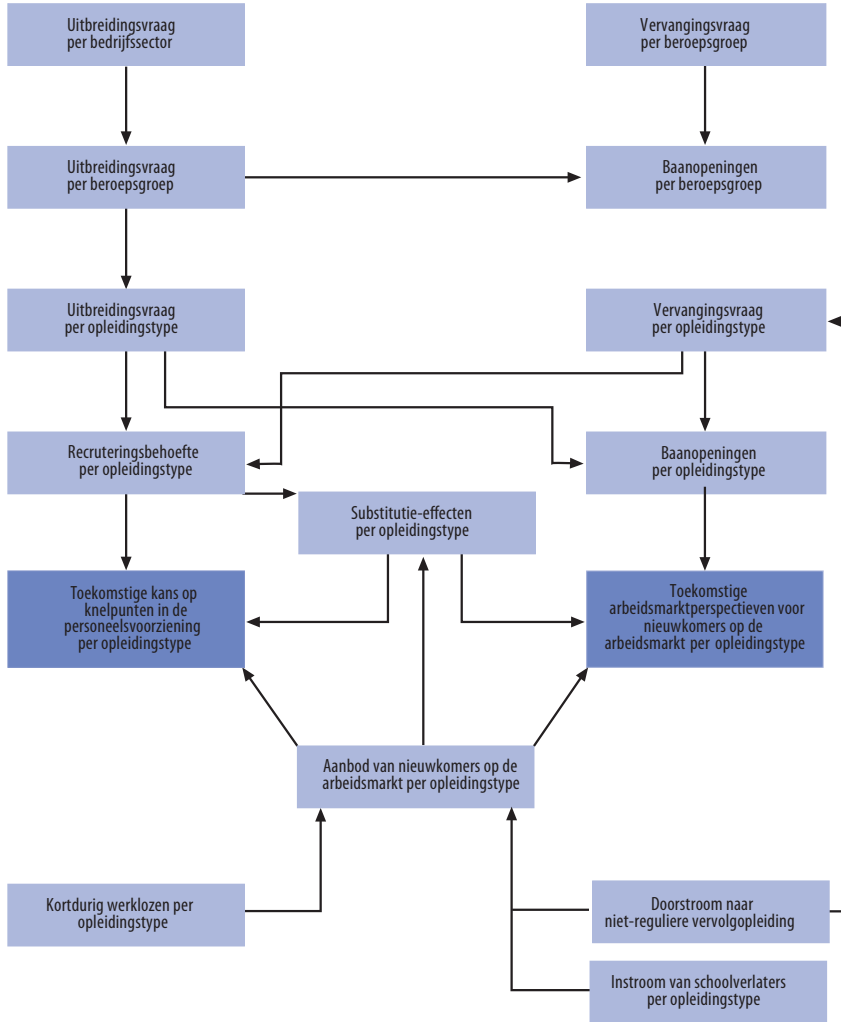 Uitbreidingsvraag
per bedrijfssector
Vervangingsvraag
per beroepsgroep
Uitbreidingsvraag
per beroepsgroep
Baanopeningen
per beroepsgroep
Uitbreidingsvraag
per opleidingstype
Vervangingsvraag
per opleidingstype
Recruteringsbehoefte
per opleidingstype
Baanopeningen
per opleidingstype
Substitutie-effecten
per opleidingstype
Toekomstige kans op
knelpunten in de
personeelsvoorziening
per opleidingstype
Toekomstige
arbeidsmarktperspectieven voor
nieuwkomers op de
arbeidsmarkt per opleidingstype
Aanbod van nieuwkomers op de
arbeidsmarkt per opleidingstype
Kortdurig werklozen per
opleidingstype
Doorstroom naar
niet-reguliere vervolgopleiding
Instroom van schoolverlaters
per opleidingstype